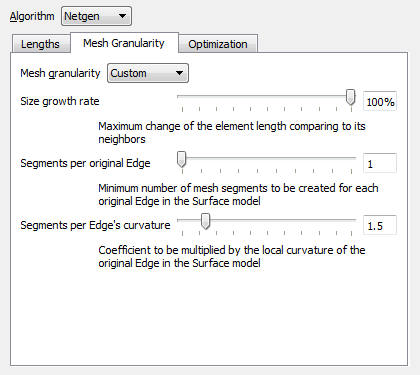 Algorithm Netgen
Lengths Mesh Granularity Optimization
Mesh granularity Custom
Size growth rate 100%
Maximum change of the element length comparing to its
neighbors
Segments per original Edge 1
Minimum number of mesh segments to be created for each
original Edge in the Surface model
Segments per Edge's curvature 1.5
Coefficient to be multiplied by the local curvature of the
original Edge in the Surface model